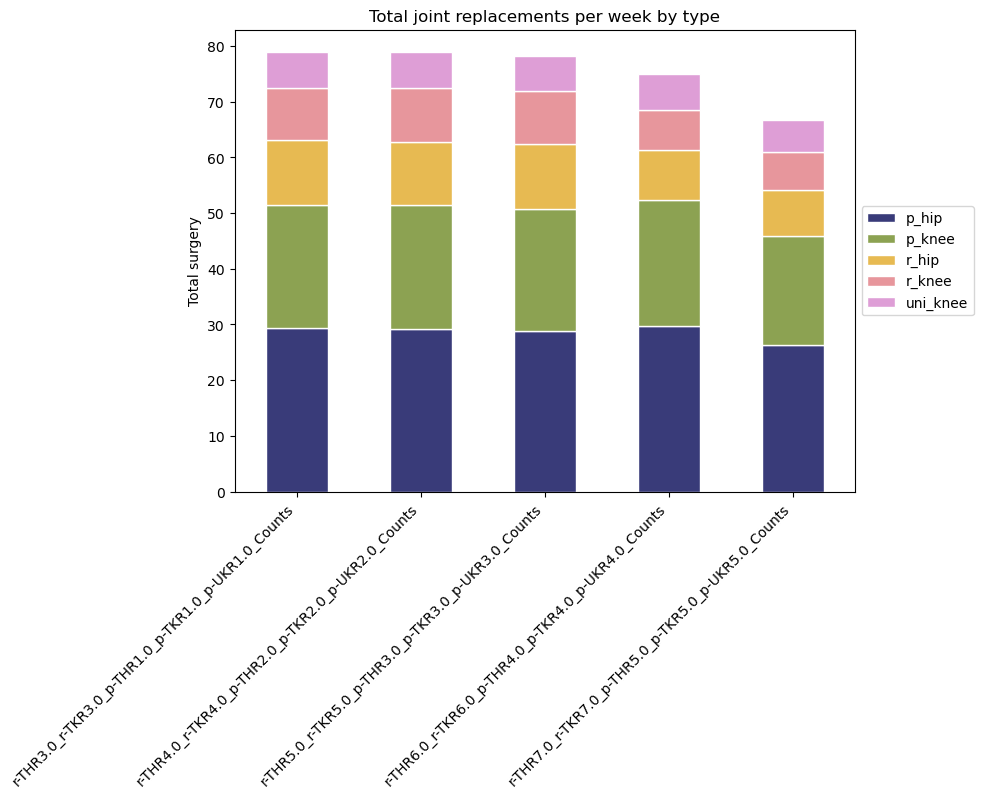 Total joint replacements per week by type
Total surgery
80
70
60
50
40
30
20
10
0
r-THR3.0_r-TKR3.0_p-THR1.0_p-TKR1.0_p-UKR1.0_Counts
r-THR4.0_r-TKR4.0_p-THR2.0_p-TKR2.0_p-UKR2.0_Counts
r-THR5.0_r-TKR5.0_p-THR3.0_p-TKR3.0_p-UKR3.0_Counts
r-THR6.0_r-TKR6.0_p-THR4.0_p-TKR4.0_p-UKR4.0_Counts
r-THR7.0_r-TKR7.0_p-THR5.0_p-TKR5.0_p-UKR5.0_Counts
p_hip
p_knee
r_hip
r_knee
uni_knee